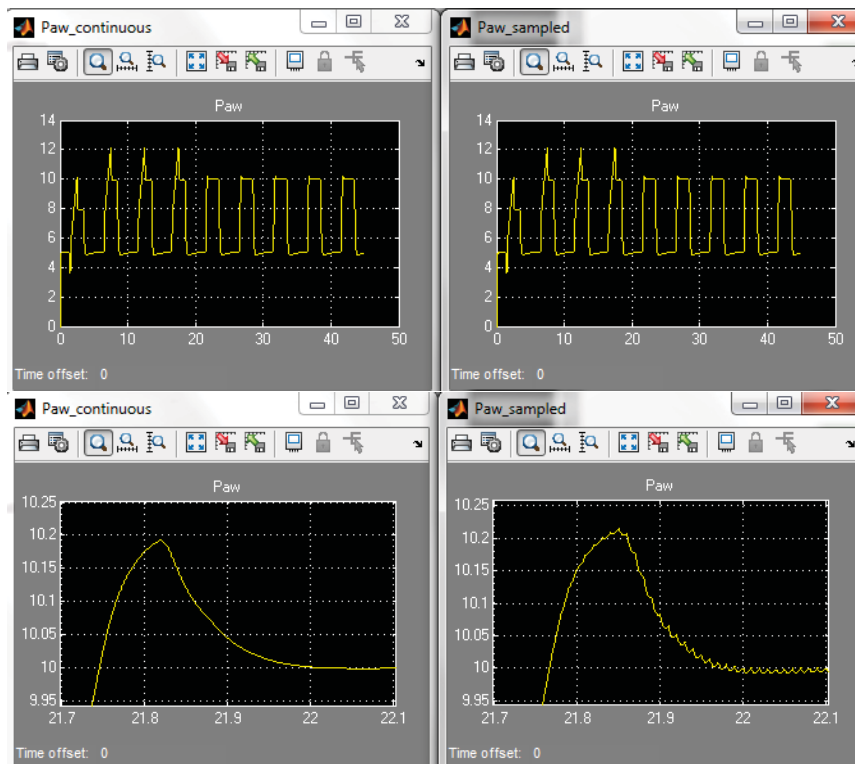 Paw_continuous
Paw
14
12
10
8
6
4
2
0
0 10 20 30 40 50
Time offset: 0
Paw_sampled
Paw
14
12
10
8
6
4
2
0
0 10 20 30 40 50
Time offset: 0
Paw_continuous
Paw
10.25
10.2
10.15
10.1
10.05
10
9.95
21.7 21.8 21.9 22 22.1
Time offset: 0
Paw_sampled
Paw
10.25
10.2
10.15
10.1
10.05
10
9.95
21.7 21.8 21.9 22 22.1
Time offset: 0